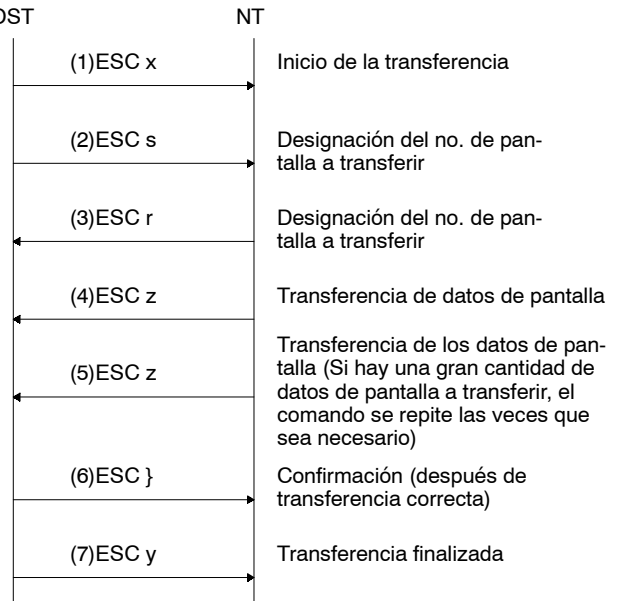 OST NT
(1)ESC x Inicio de la transferencia
(2)ESC s Designación del no. de pan-
talla a transferir
(3)ESC r Designación del no. de pan-
talla a transferir
(4)ESC z Transferencia de datos de pantalla
Transferencia de los datos de pan-
(5)ESC z talla (Si hay una gran cantidad de
datos de pantalla a transferir, el
comando se repite las veces que
sea necesario)
(6)ESC } Confirmación (después de
transferencia correcta)
(7)ESC y Transferencia finalizada